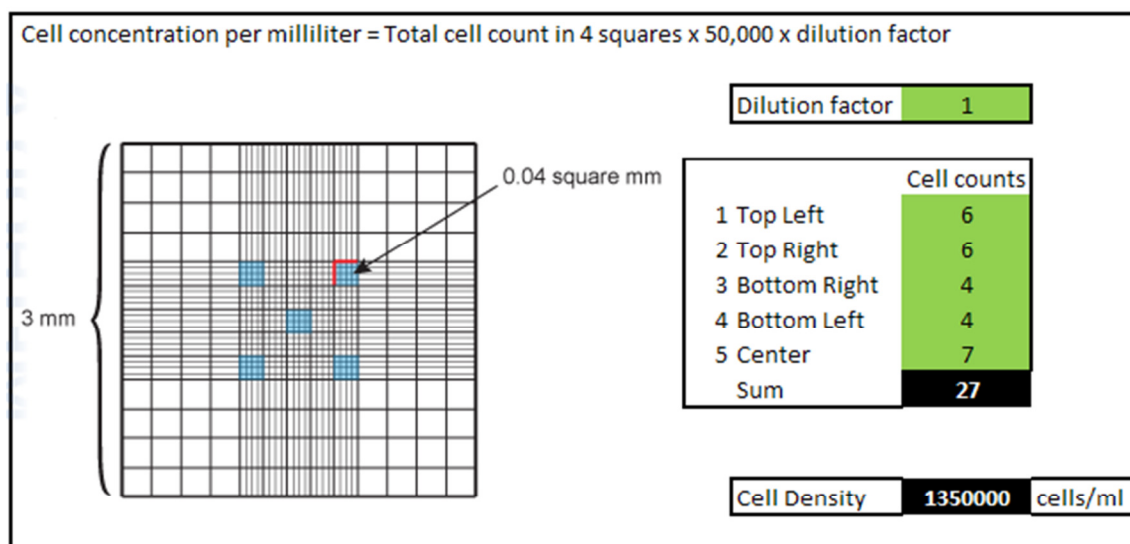 Cell concentration per milliliter = Total cell count in 4 squares x 50,000 x dilution factor
Dilution factor 1
0.04 square mm
3 mm
Cell counts
1 Top Left 6
2 Top Right 6
3 Bottom Right 4
4 Bottom Left 4
5 Center 7
Sum 27
Cell Density 1350000 cells/ml